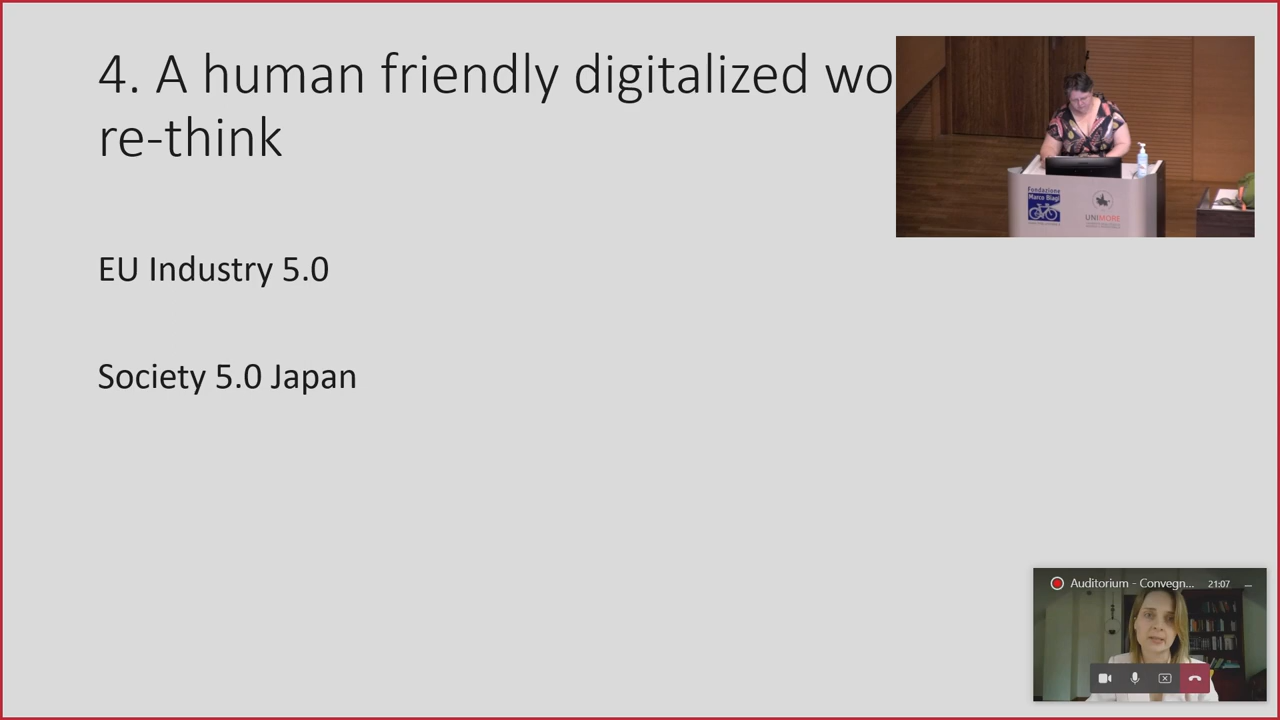 4. A human friendly digitalized wo
re-think
EU Industry 5.0
Society 5.0 Japan
Fondazione
Marco Biagi
UNIMORE
Auditorium - Convegn... 21:07